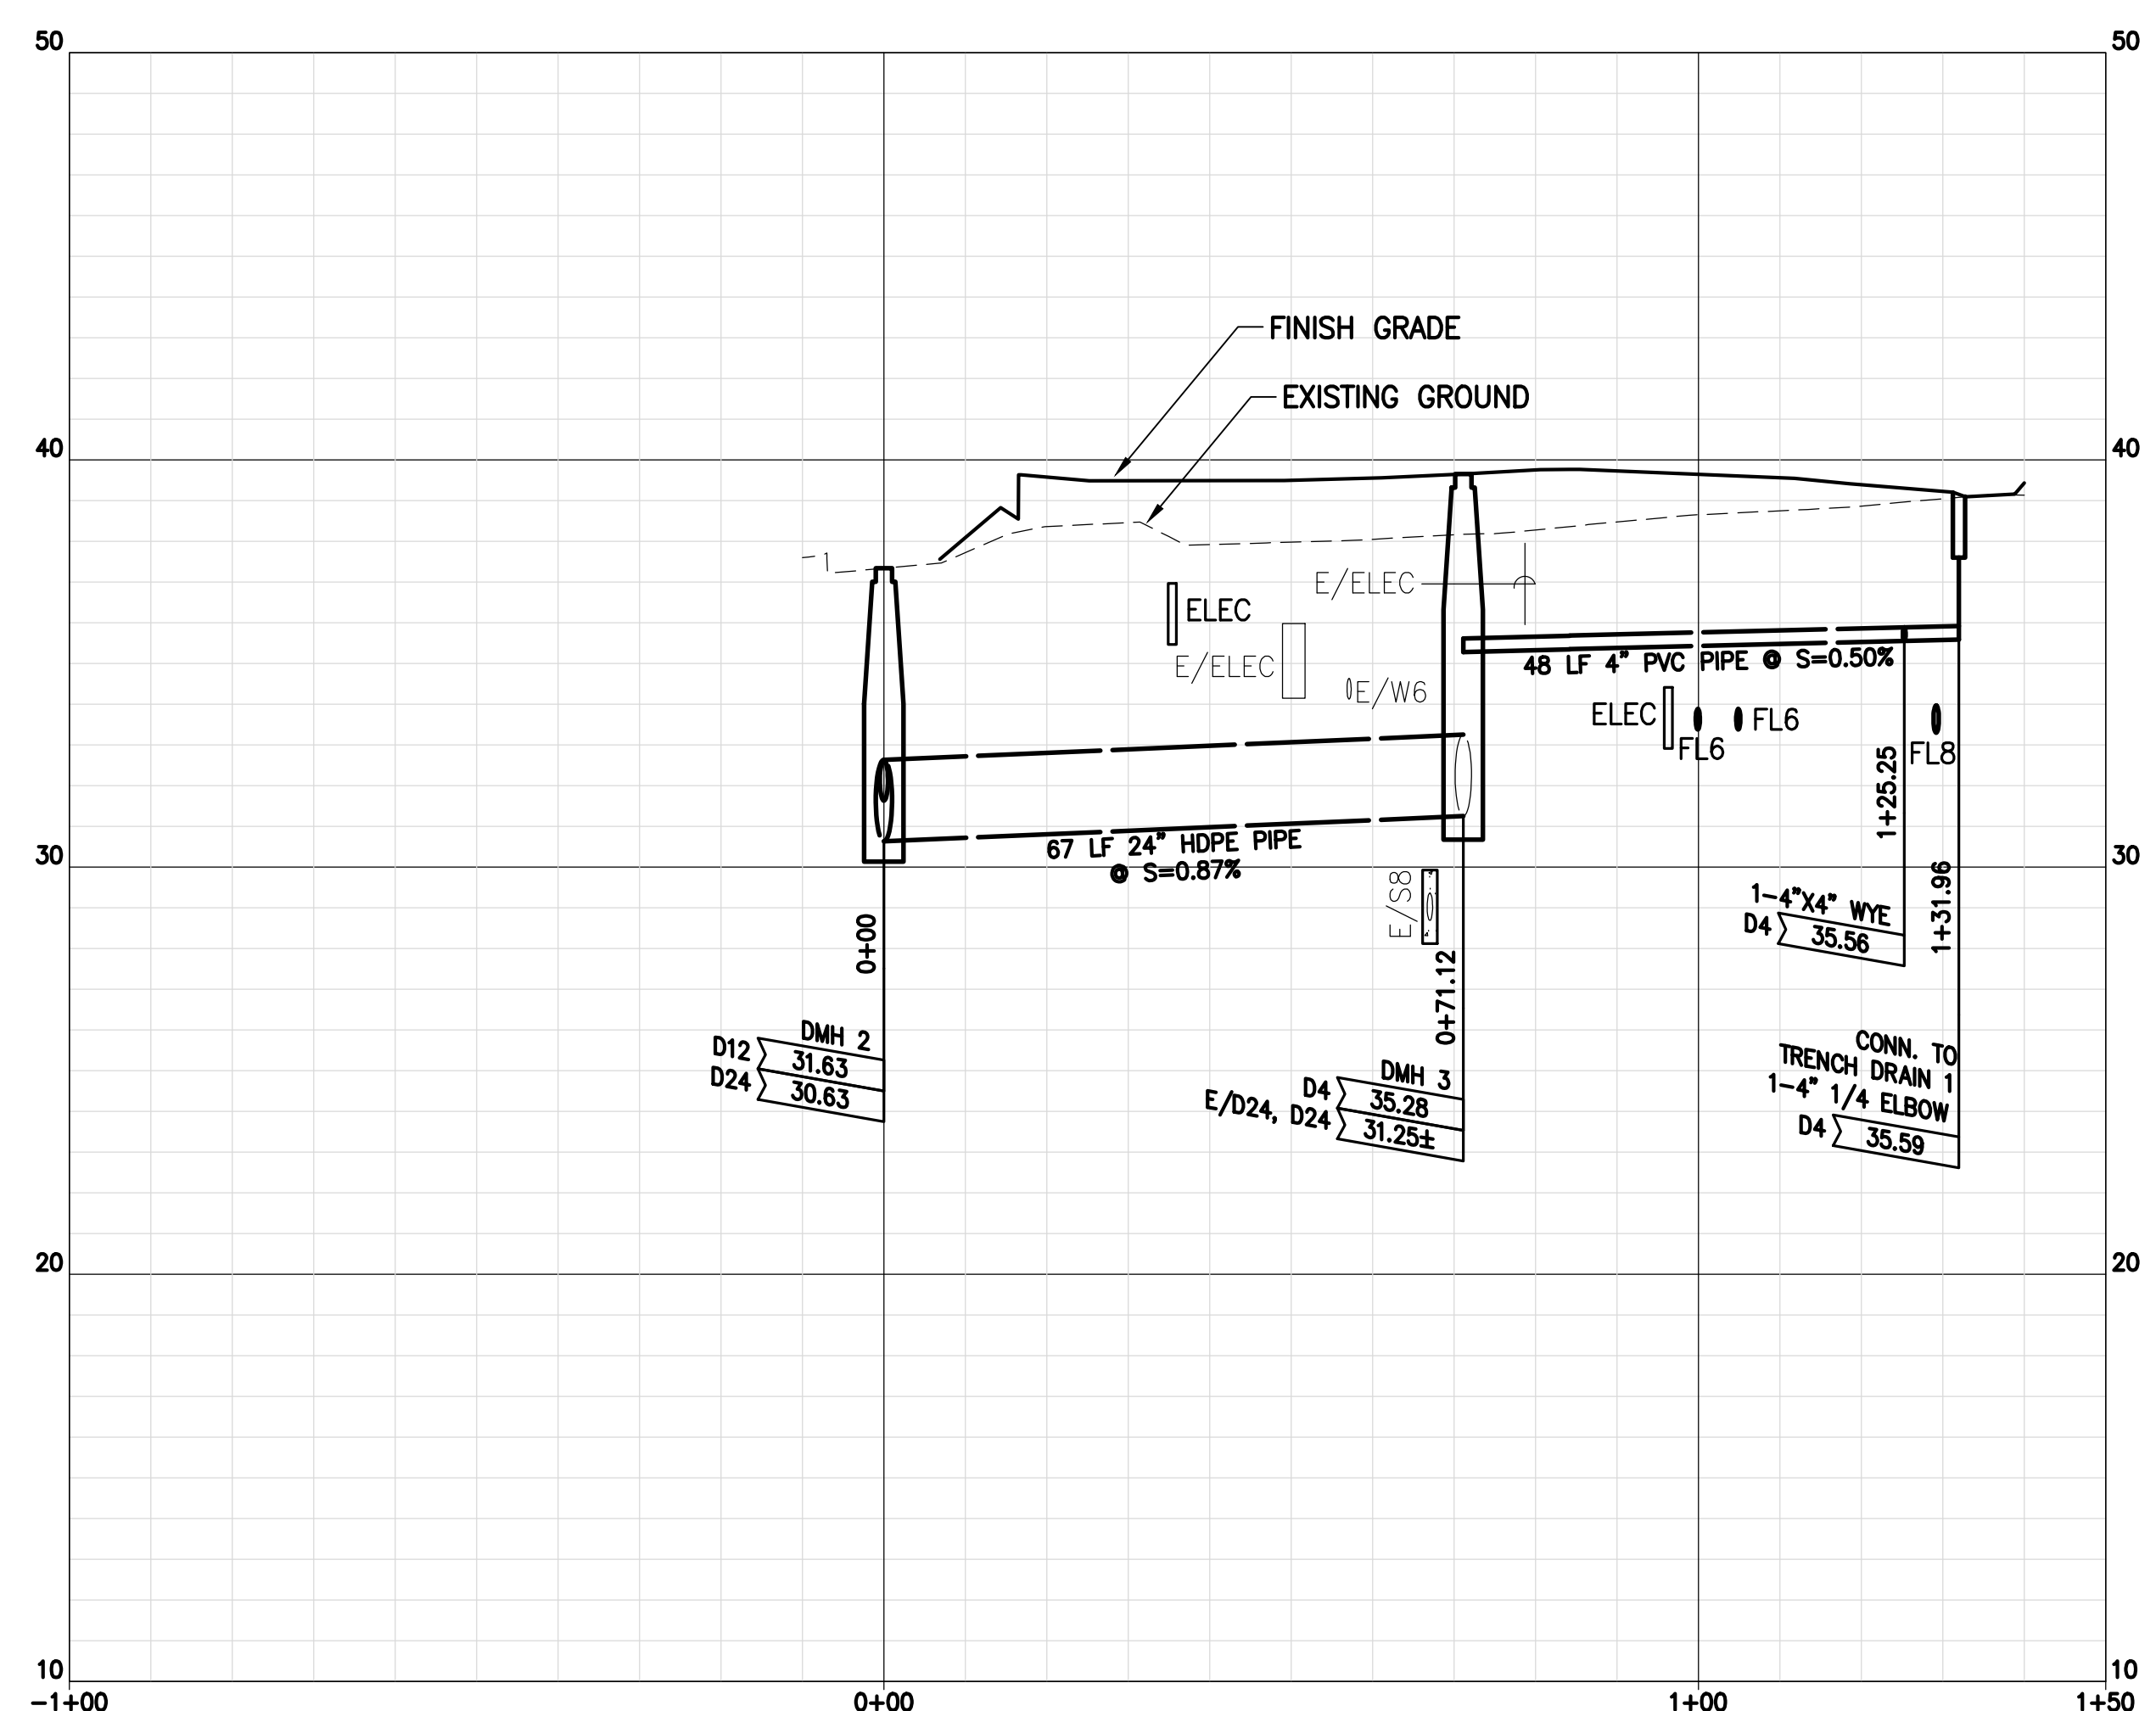 50
50
FINISH GRADE
EXISTING GROUND
40
40
E/ELEC
ELEC
E/ELEC
E/W6
48 LF 4" PVC PIPE @ S=0.50%
ELEC
FL6
FL6
FL8
1+25.25
67 LF 24" HDPE PIPE
@ S=0.87%
30
30
E/S8
0+00
0+71.12
1+31.96
1-4"X4" WYE
D4
35.56
DMH 2
D12
31.63
D24
30.63
DMH 3
D4
35.28
E/D24, D24
31.25±
CONN. TO
TRENCH DRAIN 1
1-4" 1/4 ELBOW
D4
35.59
20
20
10
10
-1+00
0+00
1+00
1+50